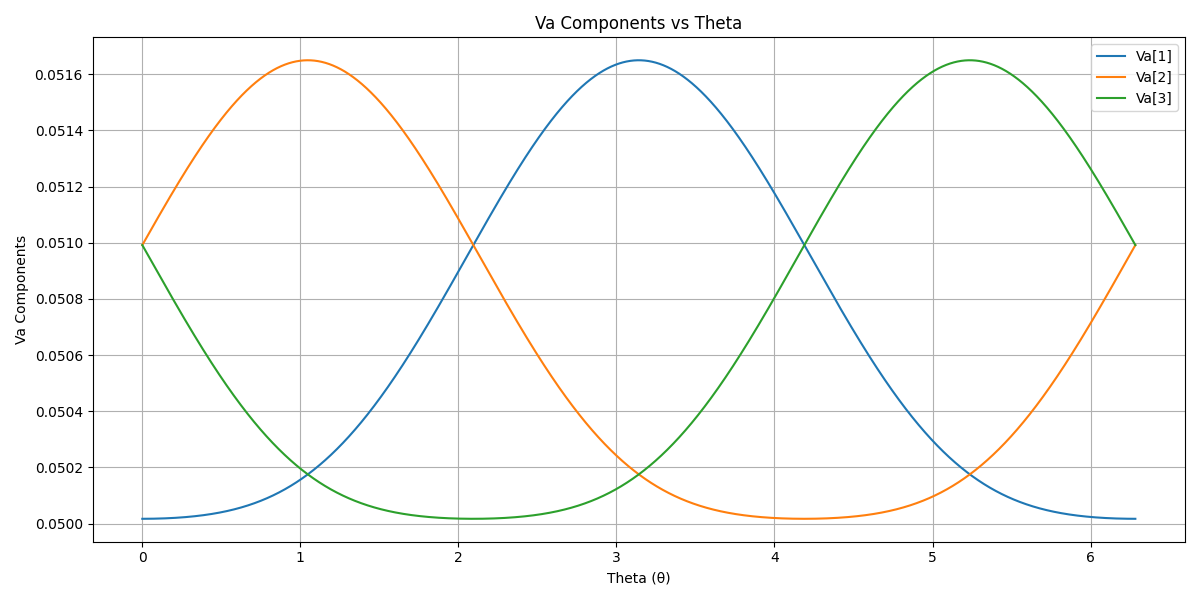 Va Components vs Theta
Va[1]
Va[2]
Va[3]
Va Components
0.0516
0.0514
0.0512
0.0510
0.0508
0.0506
0.0504
0.0502
0.0500
0 1 2 3 4 5 6
Theta (θ)